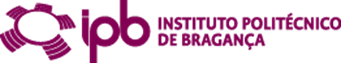 ipb INSTITUTO POLITÉCNICO
DE BRAGANÇA